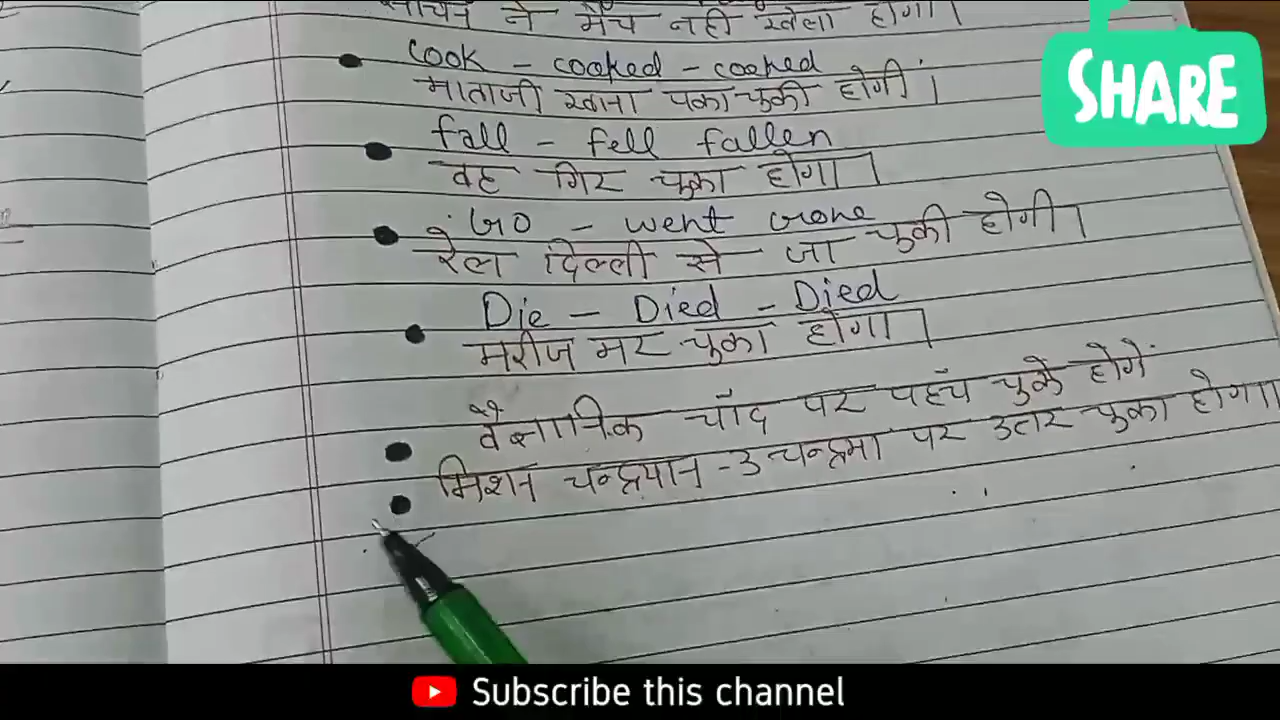 ने मैच नहीं खेला होगा।
cook - cooked - cooked
माताजी खाना पका चुकी होगी।
fall - fell fallen
वह गिर चुका होगा।
Go - went Gone
रेल दिल्ली से जा चुकी होगी।
Die - Died - Died
मरीज मर चुका होगा।
वैज्ञानिक चाँद पर पहुँच चुके होगें
मिशन चन्द्रयान -3 चन्द्रमा पर उतर चुका होगा।
SHARE
Subscribe this channel